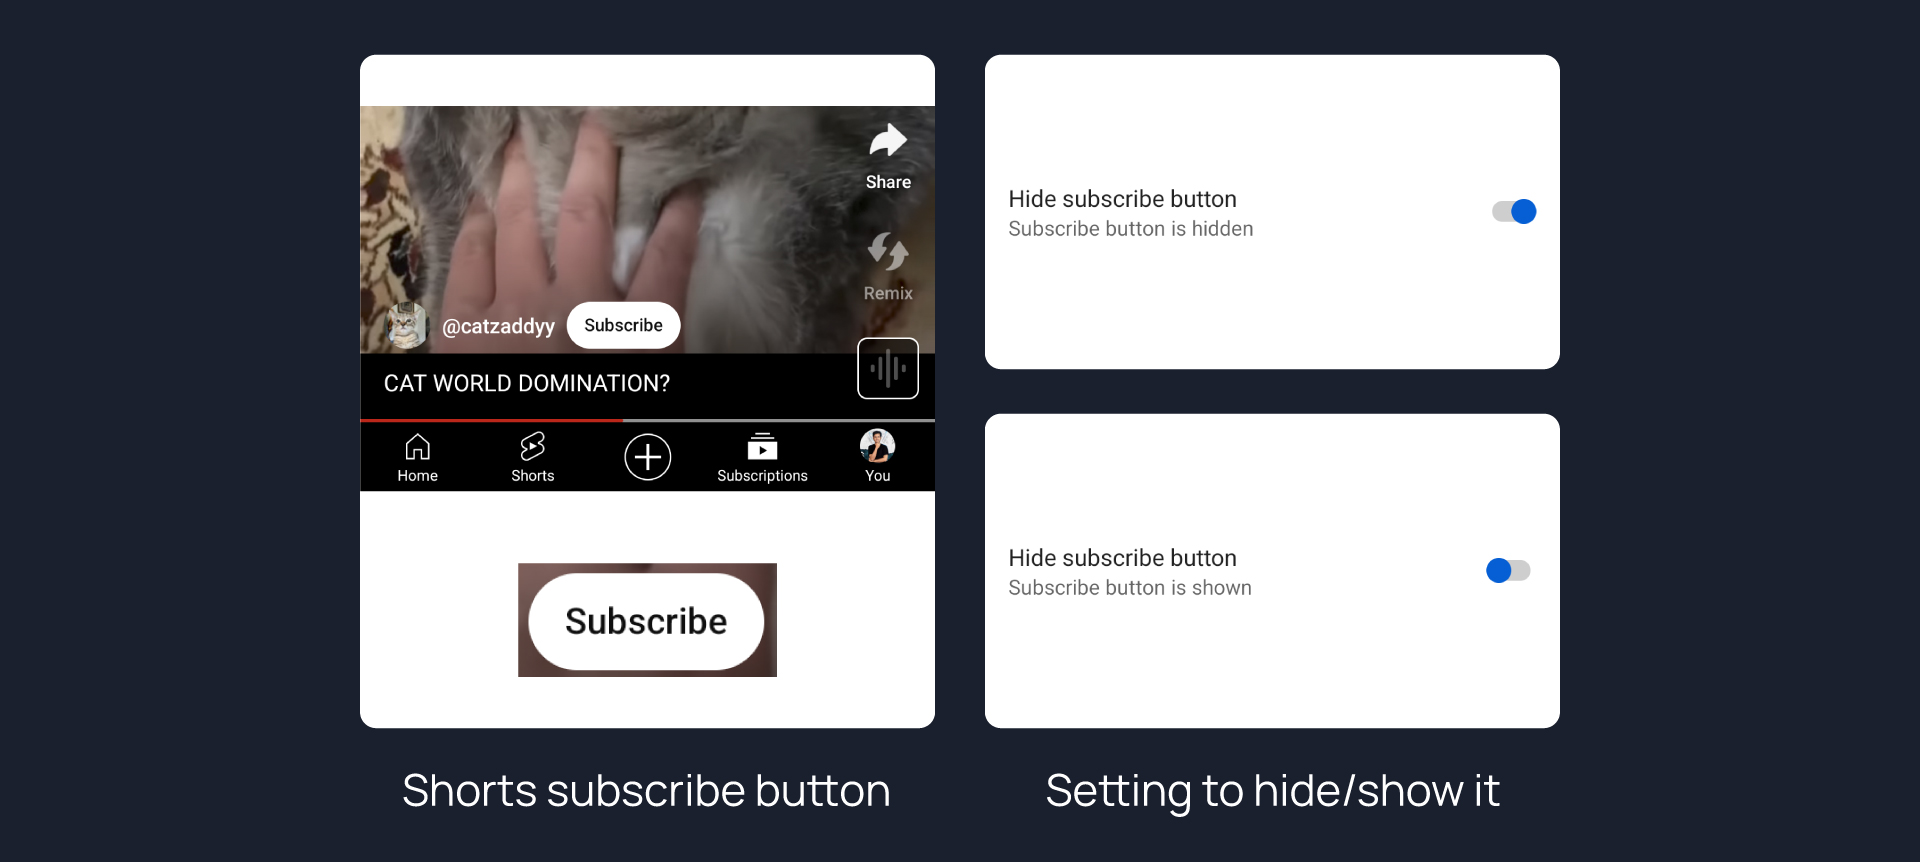 Share
Remix
@catzaddyy
Subscribe
CAT WORLD DOMINATION?
Home
Shorts
Subscriptions
You
Subscribe
Shorts subscribe button
Hide subscribe button
Subscribe button is hidden
Hide subscribe button
Subscribe button is shown
Setting to hide/show it